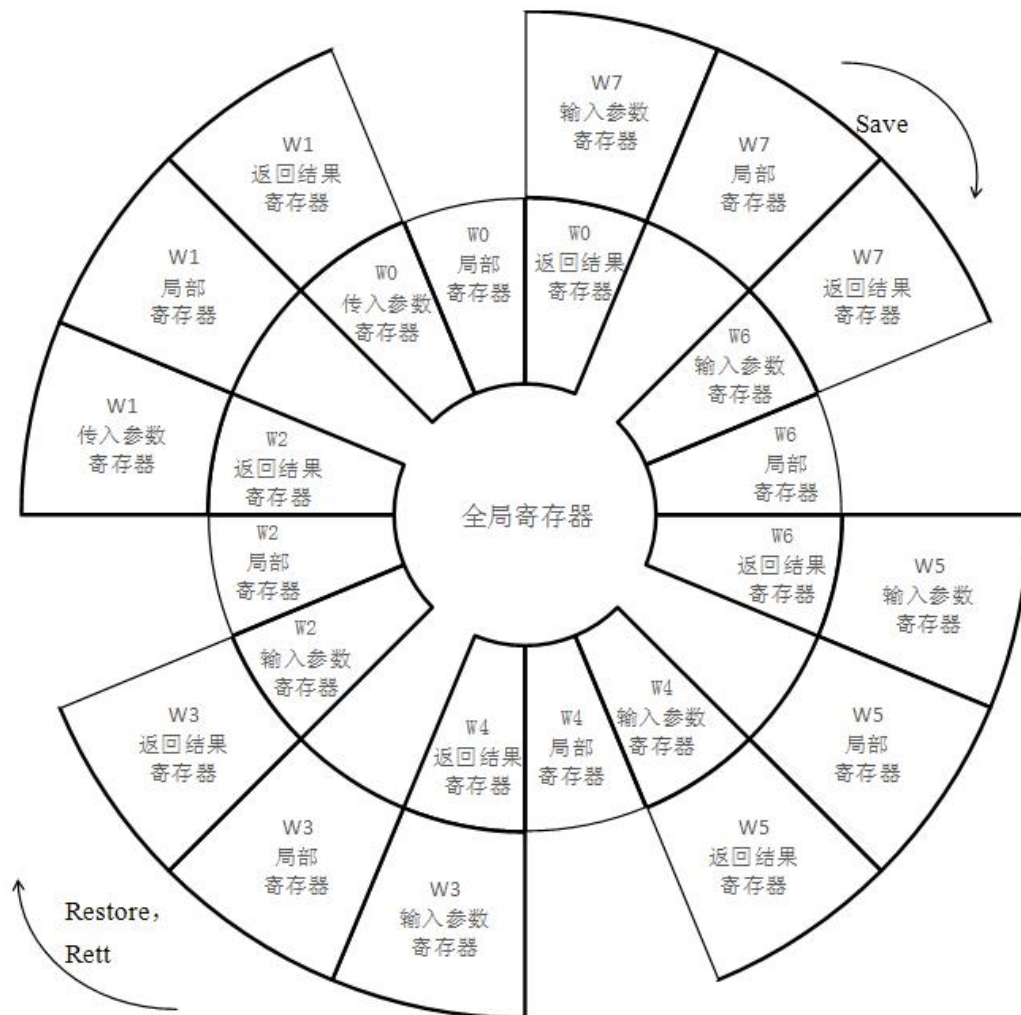 W7
输入参数
寄存器
W7
局部
寄存器
Save
W7
返回结果
寄存器
W1
返回结果
寄存器
W0
局部
寄存器
W0
返回结果
寄存器
W0
传入参数
寄存器
W1
局部
寄存器
W6
输入参数
寄存器
W1
传入参数
寄存器
W2
返回结果
寄存器
W6
局部
寄存器
全局寄存器
W2
局部
寄存器
W6
返回结果
寄存器
W5
输入参数
寄存器
W2
输入参数
寄存器
W3
返回结果
寄存器
W4
返回结果
寄存器
W4
局部
寄存器
W4
输入参数
寄存器
W5
局部
寄存器
W3
局部
寄存器
W5
返回结果
寄存器
W3
输入参数
寄存器
Restore，
Rett